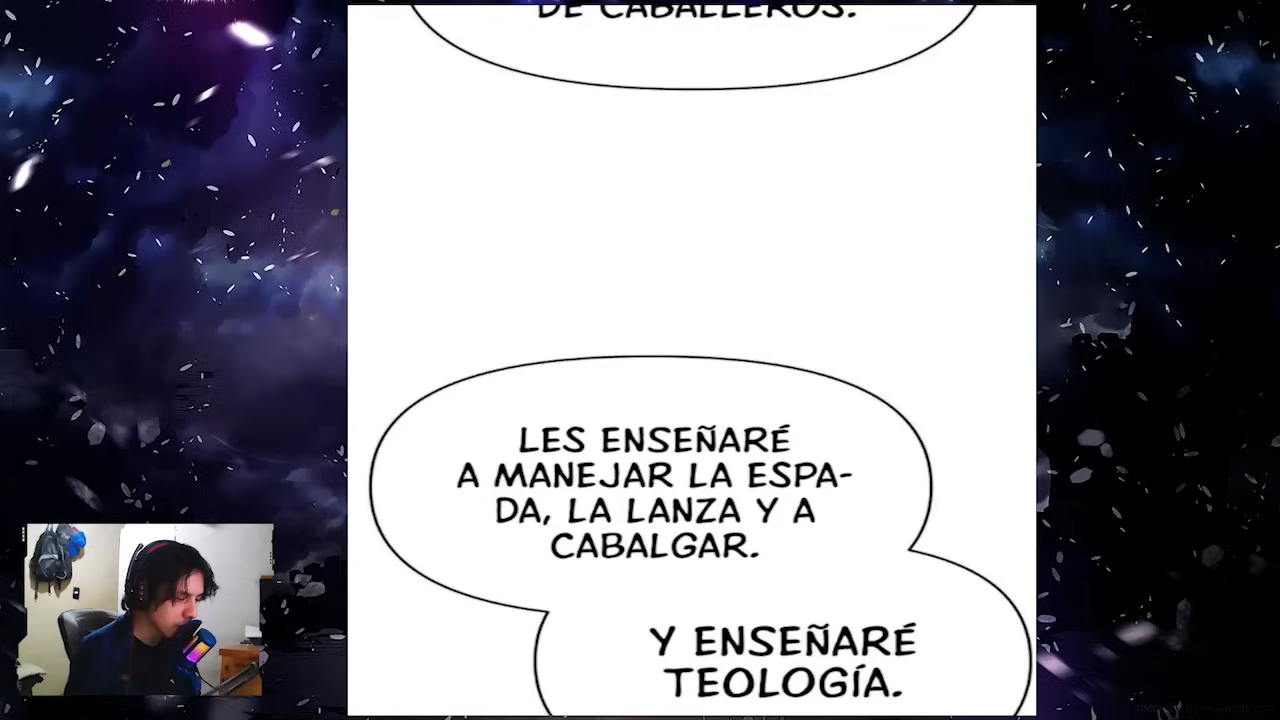 DE CABALLEROS.
LES ENSEÑARÉ
A MANEJAR LA ESPA-
DA, LA LANZA Y A
CABALGAR.
Y ENSEÑARÉ
TEOLOGÍA.